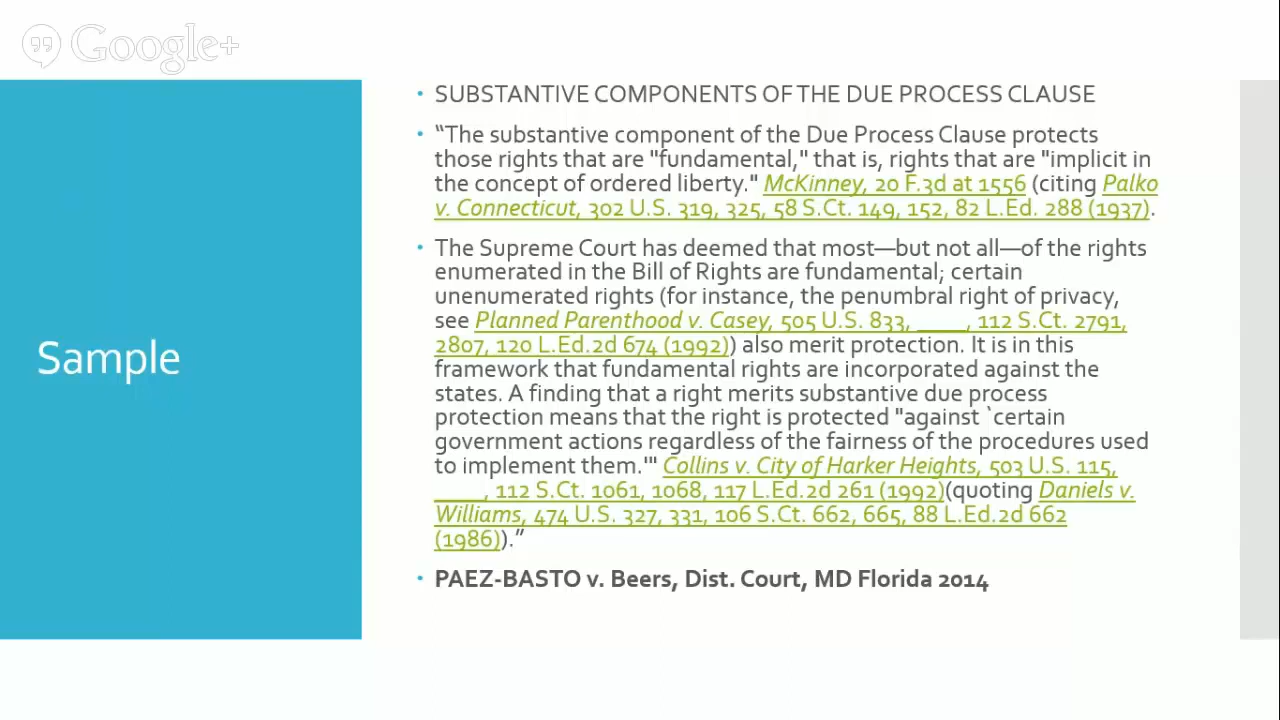 Google+
SUBSTANTIVE COMPONENTS OF THE DUE PROCESS CLAUSE
“The substantive component of the Due Process Clause protects
those rights that are "fundamental," that is, rights that are "implicit in
the concept of ordered liberty." McKinney, 20 F.3d at 1556 (citing Palko
v. Connecticut, 302 U.S. 319, 325, 58 S.Ct. 149, 152, 82 L.Ed. 288 (1937).
The Supreme Court has deemed that most—but not all—of the rights
enumerated in the Bill of Rights are fundamental; certain
unenumerated rights (for instance, the penumbral right of privacy,
see Planned Parenthood v. Casey, 505 U.S. 833, ____, 112 S.Ct. 2791,
2807, 120 L.Ed.2d 674 (1992)) also merit protection. It is in this
framework that fundamental rights are incorporated against the
states. A finding that a right merits substantive due process
protection means that the right is protected "against `certain
government actions regardless of the fairness of the procedures used
to implement them.'" Collins v. City of Harker Heights, 503 U.S. 115,
____, 112 S.Ct. 1061, 1068, 117 L.Ed.2d 261 (1992)(quoting Daniels v.
Williams, 474 U.S. 327, 331, 106 S.Ct. 662, 665, 88 L.Ed.2d 662
(1986)).”
PAEZ-BASTO v. Beers, Dist. Court, MD Florida 2014
Sample